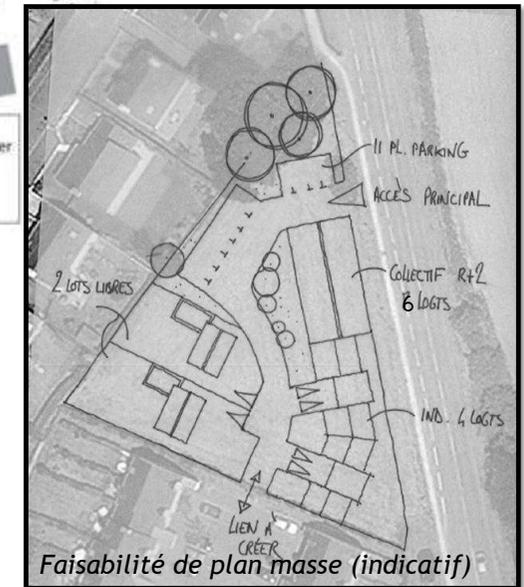 er
11 PL. PARKING
ACCÈS PRINCIPAL
COLLECTIF R+2
6 LOGTS
2 LOTS LIBRES
IND. 4 LOGTS
LIEN A'
CRÉER
Faisabilité de plan masse (indicatif)